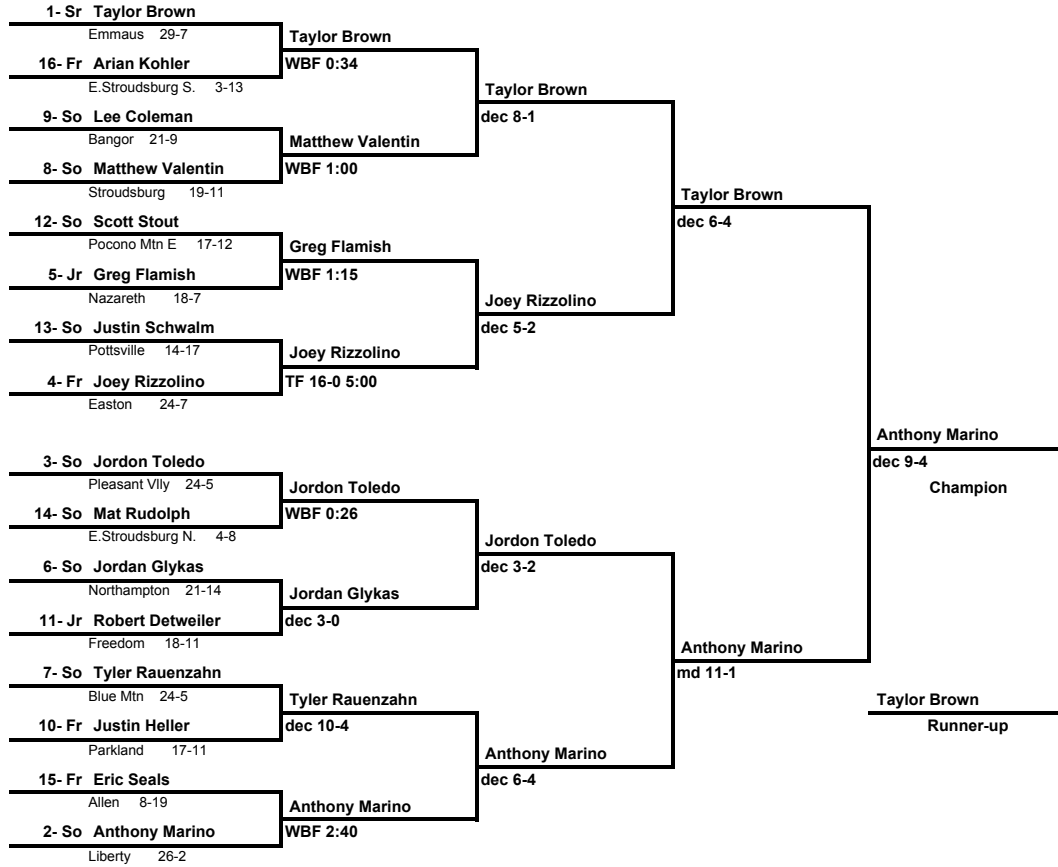 1- Sr Taylor Brown
Emmaus 29-7
16- Fr Arian Kohler
E.Stroudsburg S. 3-13
9- So Lee Coleman
Bangor 21-9
8- So Matthew Valentin
Stroudsburg 19-11
12- So Scott Stout
Pocono Mtn E 17-12
5- Jr Greg Flamish
Nazareth 18-7
13- So Justin Schwalm
Pottsville 14-17
4- Fr Joey Rizzolino
Easton 24-7
3- So Jordon Toledo
Pleasant Vlly 24-5
14- So Mat Rudolph
E.Stroudsburg N. 4-8
6- So Jordan Glykas
Northampton 21-14
11- Jr Robert Detweiler
Freedom 18-11
7- So Tyler Rauenzahn
Blue Mtn 24-5
10- Fr Justin Heller
Parkland 17-11
15- Fr Eric Seals
Allen 8-19
2- So Anthony Marino
Liberty 26-2
Taylor Brown
WBF 0:34
Matthew Valentin
WBF 1:00
Greg Flamish
WBF 1:15
Joey Rizzolino
TF 16-0 5:00
Jordon Toledo
WBF 0:26
Jordan Glykas
dec 3-0
Tyler Rauenzahn
dec 10-4
Anthony Marino
WBF 2:40
Taylor Brown
dec 8-1
Joey Rizzolino
dec 5-2
Jordon Toledo
dec 3-2
Anthony Marino
dec 6-4
Taylor Brown
dec 6-4
Anthony Marino
md 11-1
Anthony Marino
dec 9-4
Champion
Taylor Brown
Runner-up